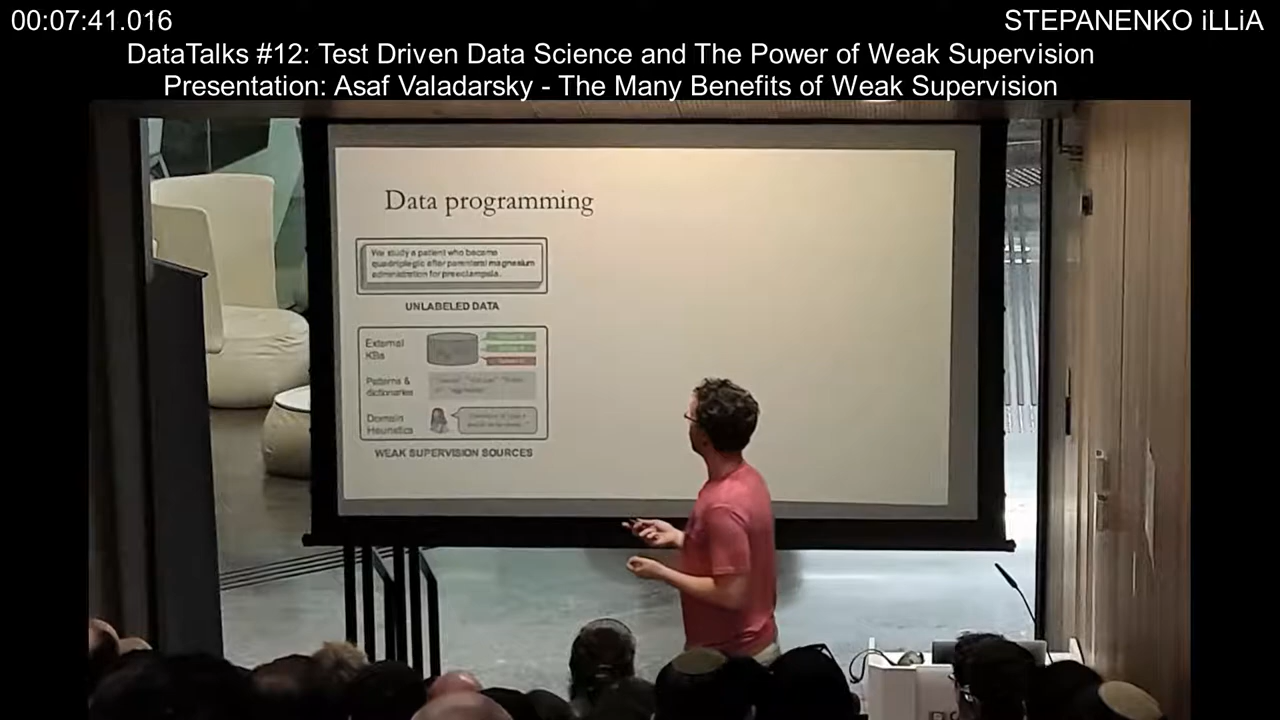 00:07:41.016
STEPANENKO iLLiA
DataTalks #12: Test Driven Data Science and The Power of Weak Supervision
Presentation: Asaf Valadarsky - The Many Benefits of Weak Supervision
Data programming
We study a patient who became
quadriplegic after parenteral magnesium
administration for preeclampsia.
UNLABELED DATA
External
KBs
Patterns &
dictionaries
Domain
Heuristics
WEAK SUPERVISION SOURCES